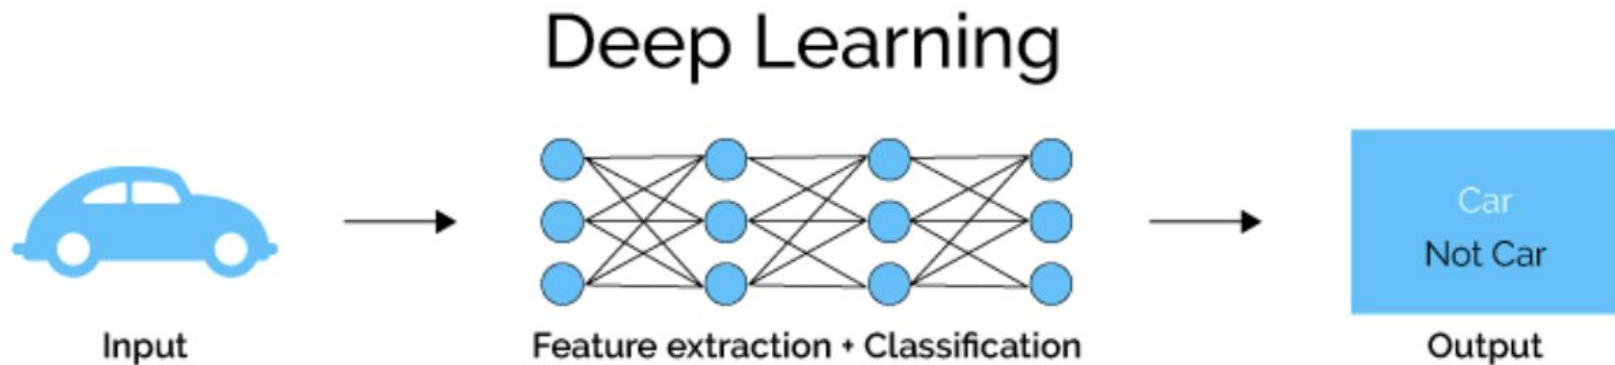 Deep Learning
Car
Not Car
Input
Feature extraction + Classification
Output